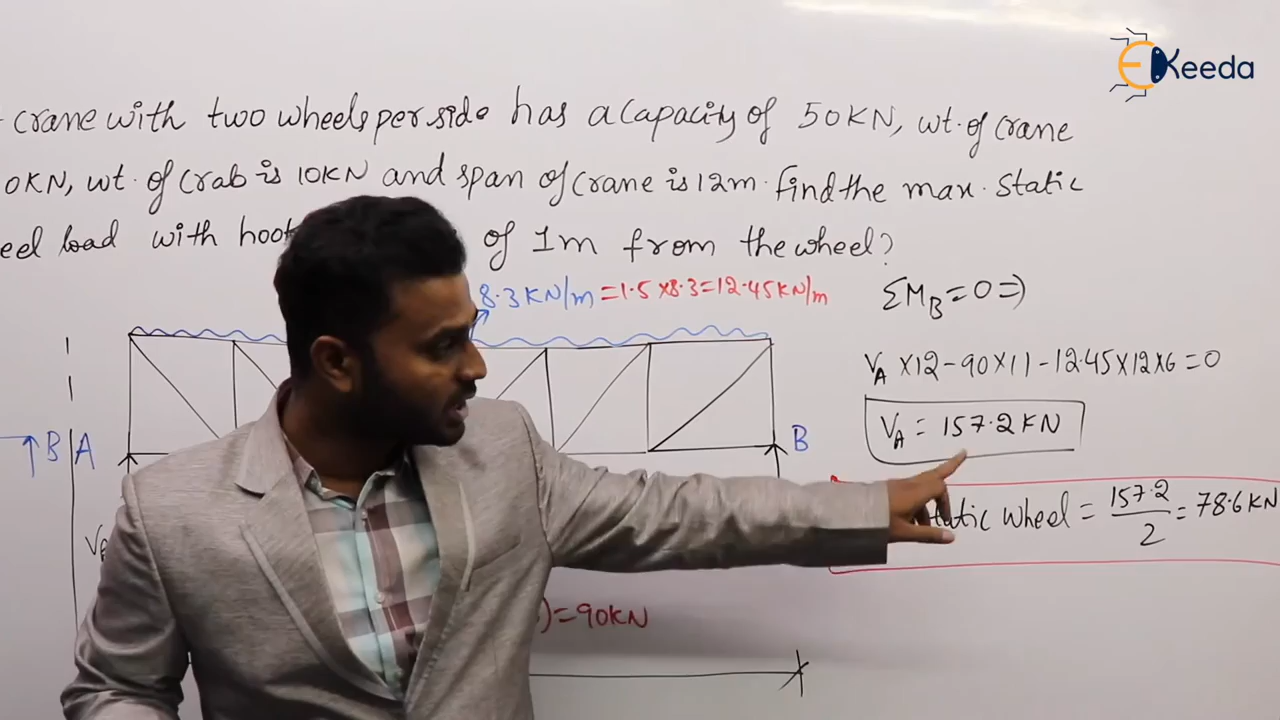 EKeeda
crane with two wheels per side has a capacity of 50KN, wt. of crane
0KN, wt. of crab is 10KN and span of crane is 12m. find the max. static
eel load with hoo of 1m from the wheel?
8.3 KN/m = 1.5 x 8.3 = 12.45 KN/m
ΣM_B = 0 =>
V_A x 12 - 90 x 11 - 12.45 x 12 x 6 = 0
V_A = 157.2 KN
B A B
tatic wheel = 157.2/2 = 78.6 KN
) = 90KN